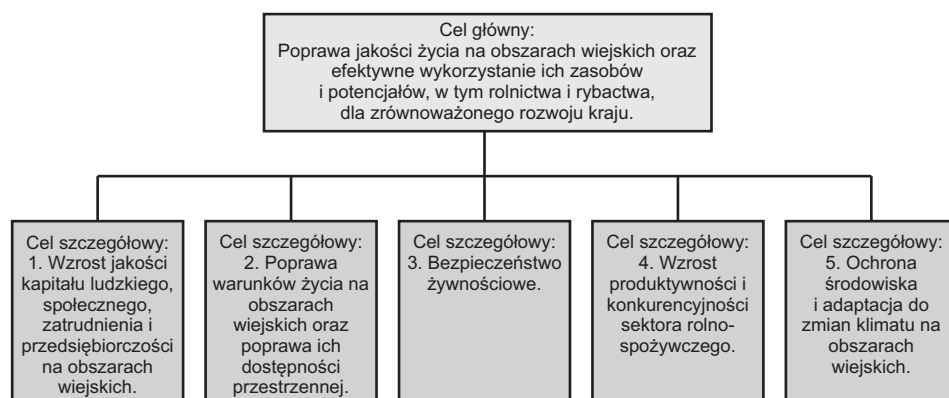 Cel główny:
Poprawa jakości życia na obszarach wiejskich oraz
efektywne wykorzystanie ich zasobów
i potencjałów, w tym rolnictwa i rybactwa,
dla zrównoważonego rozwoju kraju.
Cel szczegółowy:
1. Wzrost jakości
kapitału ludzkiego,
społecznego,
zatrudnienia i
przedsiębiorczości
na obszarach
wiejskich.
Cel szczegółowy:
2. Poprawa
warunków życia na
obszarach
wiejskich oraz
poprawa ich
dostępności
przestrzennej.
Cel szczegółowy:
3. Bezpieczeństwo
żywnościowe.
Cel szczegółowy:
4. Wzrost
produktywności i
konkurencyjności
sektora rolno-
spożywczego.
Cel szczegółowy:
5. Ochrona
środowiska
i adaptacja do
zmian klimatu na
obszarach
wiejskich.